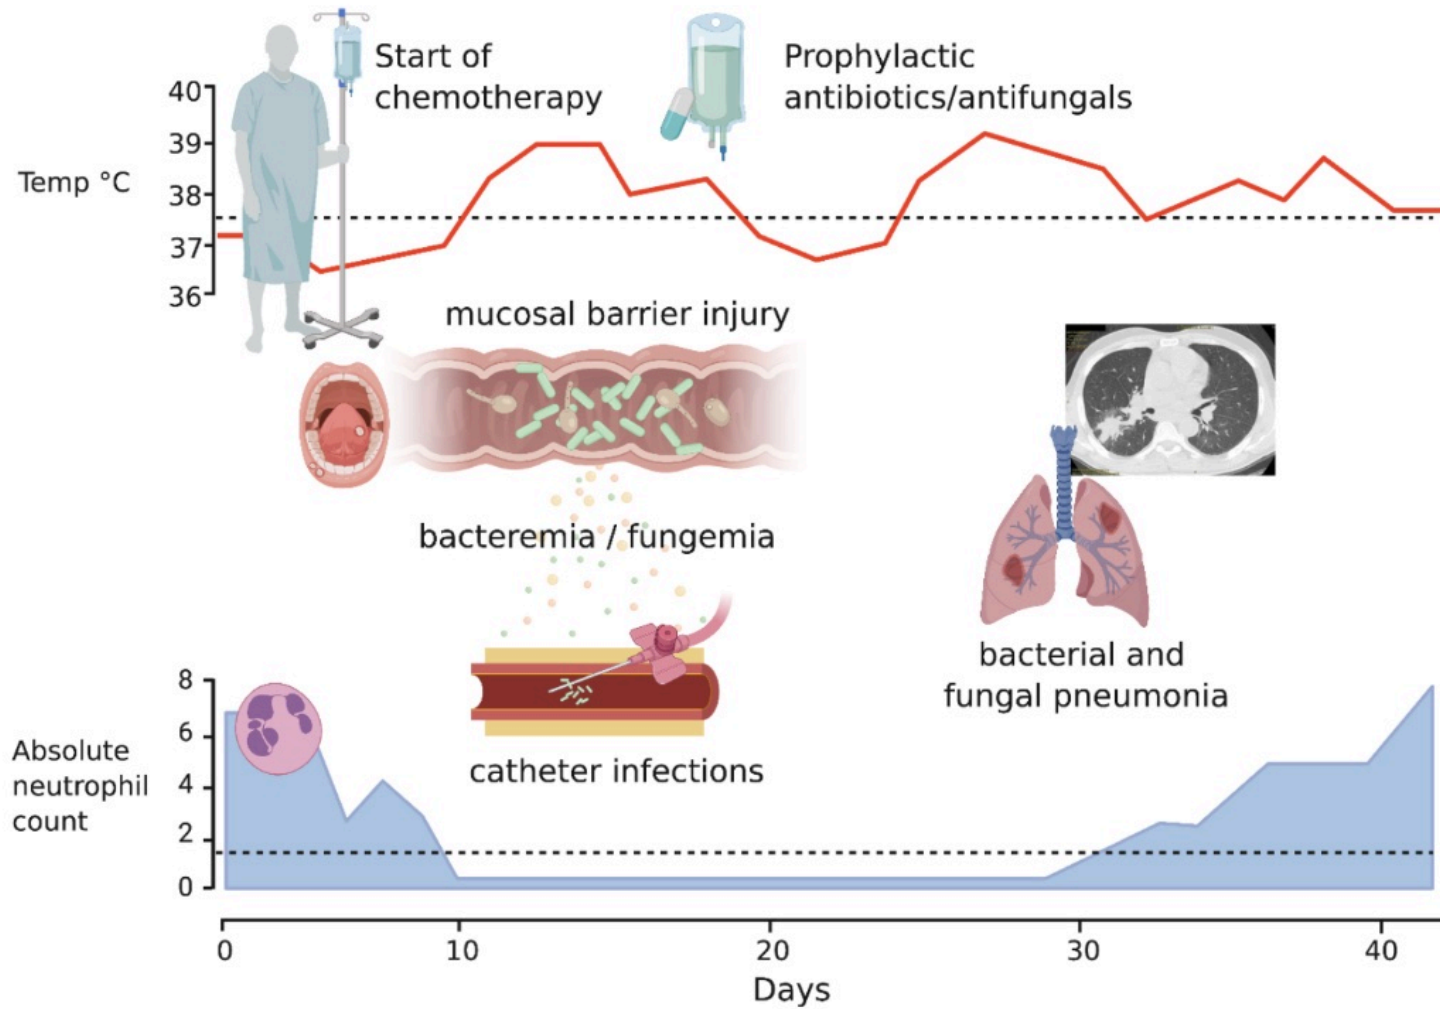 Start of
chemotherapy
Prophylactic
antibiotics/antifungals
Temp °C
40
39
38
37
36
mucosal barrier injury
bacteremia / fungemia
catheter infections
bacterial and
fungal pneumonia
Absolute
neutrophil
count
8
6
4
2
0
0 10 20 30 40
Days